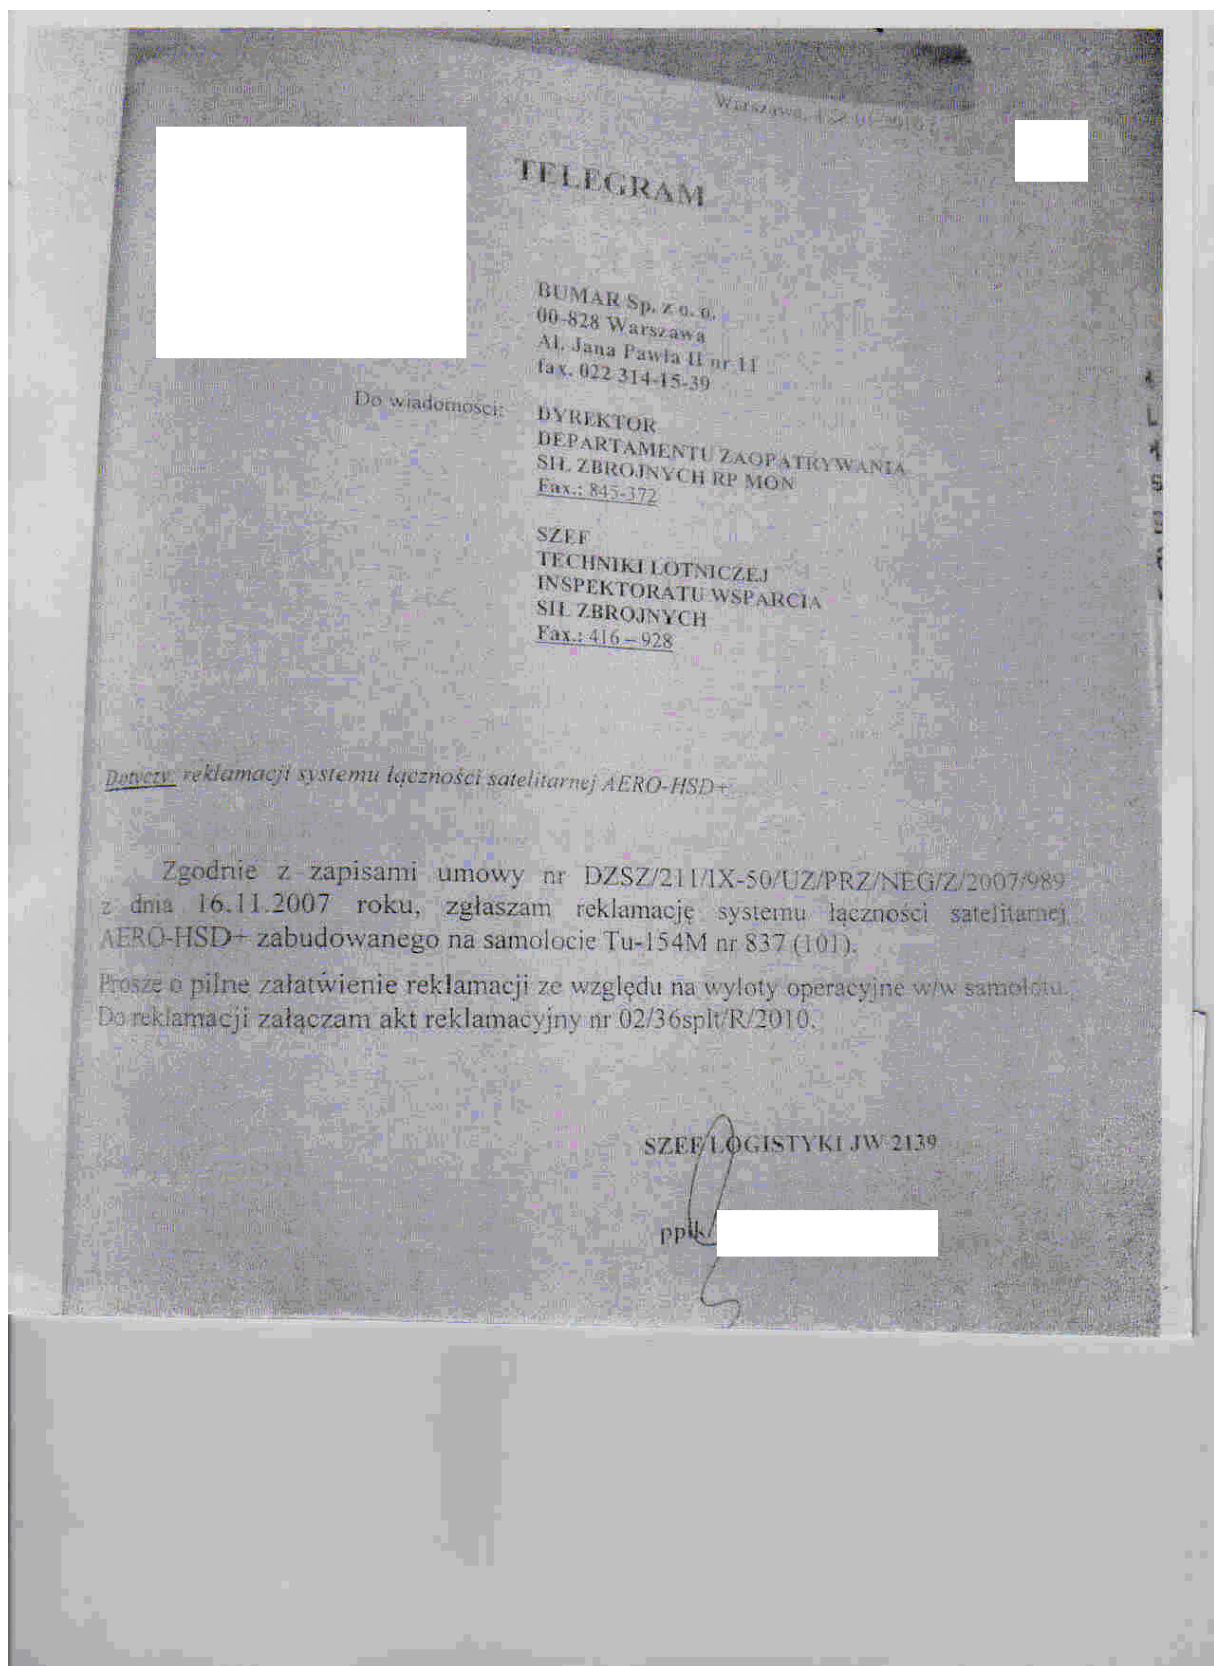 Warszawa,
TELEGRAM
BUMAR Sp. z o. o.
00-828 Warszawa
Al. Jana Pawła II nr 11
fax. 022 314-15-39
Do wiadomości:
DYREKTOR
DEPARTAMENTU ZAOPATRYWANIA
SIŁ ZBROJNYCH RP MON
Fax.: 845-372
SZEF
TECHNIKI LOTNICZEJ
INSPEKTORATU WSPARCIA
SIŁ ZBROJNYCH
Fax.: 416 – 928
Dotyczy: reklamacji systemu łączności satelitarnej AERO-HSD+
Zgodnie z zapisami umowy nr DZSZ/211/IX-50/UZ/PRZ/NEG/Z/2007/989
z dnia 16.11.2007 roku, zgłaszam reklamację systemu łączności satelitarnej
AERO-HSD+ zabudowanego na samolocie Tu-154M nr 837 (101).
Proszę o pilne załatwienie reklamacji ze względu na wyloty operacyjne w/w samolotu.
Do reklamacji załączam akt reklamacyjny nr 02/36splt/R/2010.
SZEF LOGISTYKI JW 2139
ppłk